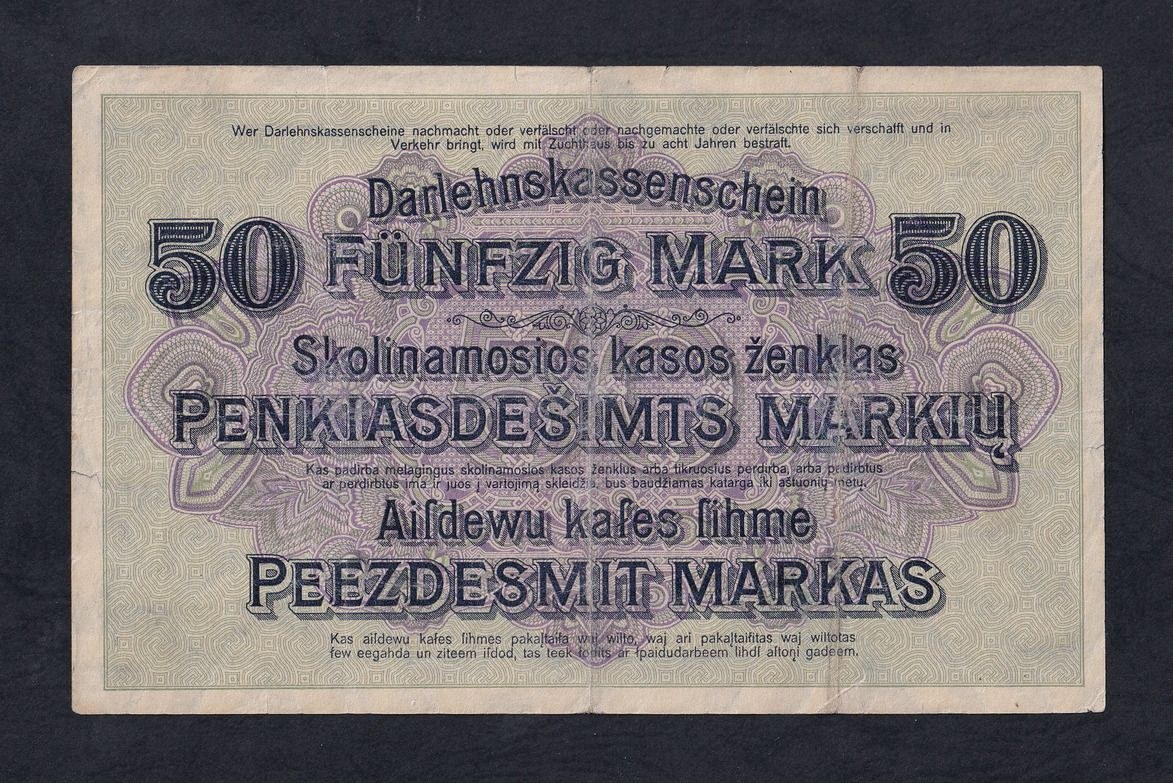 Wer Darlehnskassenscheine nachmacht oder verfälscht oder nachgemachte oder verfälschte sich verschafft und in
Verkehr bringt, wird mit Zuchthaus bis zu acht Jahren bestraft.
Darlehnskassenschein
50 FÜNFZIG MARK 50
Skolinamosios kasos ženklas
PENKIASDEŠIMTS MARKIŲ
Kas padirba melagingus skolinamosios kasos ženklus arba tikruosius perdirba, arba padirbtus
ar perdirbtus ima ir juos į vartojimą skleidžia, bus baudžiamas katarga iki aštuonių metų.
Aiſdewu kaſes ſihme
PEEZDESMIT MARKAS
Kas aiſdewu kaſes ſihmes pakaļtaiſa waj wilto, waj ari pakaļtaiſitas waj wiltotas
ſew eegahda un ziteem iſdod, tas teek ſodits ar ſpaidudarbeem lihdſ aſtoņi gadeem.